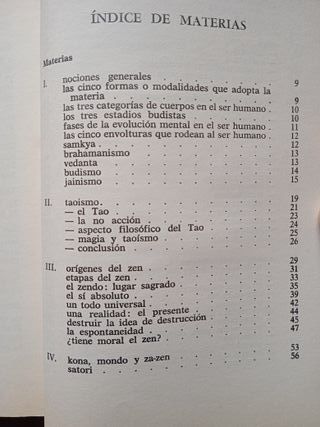 ÍNDICE DE MATERIAS
Materias
I. nociones generales . . . . . . . 9
las cinco formas o modalidades que adopta la
materia . . . . . . . . . . 9
las tres categorías de cuerpos en el ser humano . 10
los tres estadios budistas . . . . . . 10
fases de la evolución mental en el ser humano . 11
las cinco envolturas que rodean al ser humano . 12
samkya . . . . . . . . . . 12
brahamanismo . . . . . . . . 13
vedanta . . . . . . . . . . 13
budismo . . . . . . . . . . 14
jainismo . . . . . . . . . . 15
II. taoísmo . . . . . . . . . . 19
— el Tao . . . . . . . . . . 21
— la no acción . . . . . . . . 23
— aspecto filosófico del Tao . . . . . 24
— magia y taoísmo . . . . . . . 25
— conclusión . . . . . . . . . 26
III. orígenes del zen . . . . . . . . 29
etapas del zen . . . . . . . . 31
el zendo: lugar sagrado . . . . . . 33
el sí absoluto . . . . . . . . 35
un todo universal . . . . . . . 39
una realidad: el presente . . . . . . 42
destruir la idea de destrucción . . . . . 44
la espontaneidad . . . . . . . . 45
¿tiene moral el zen? . . . . . . . 47
IV. kona, mondo y za-zen . . . . . . 53
satori . . . . . . . . . . 56